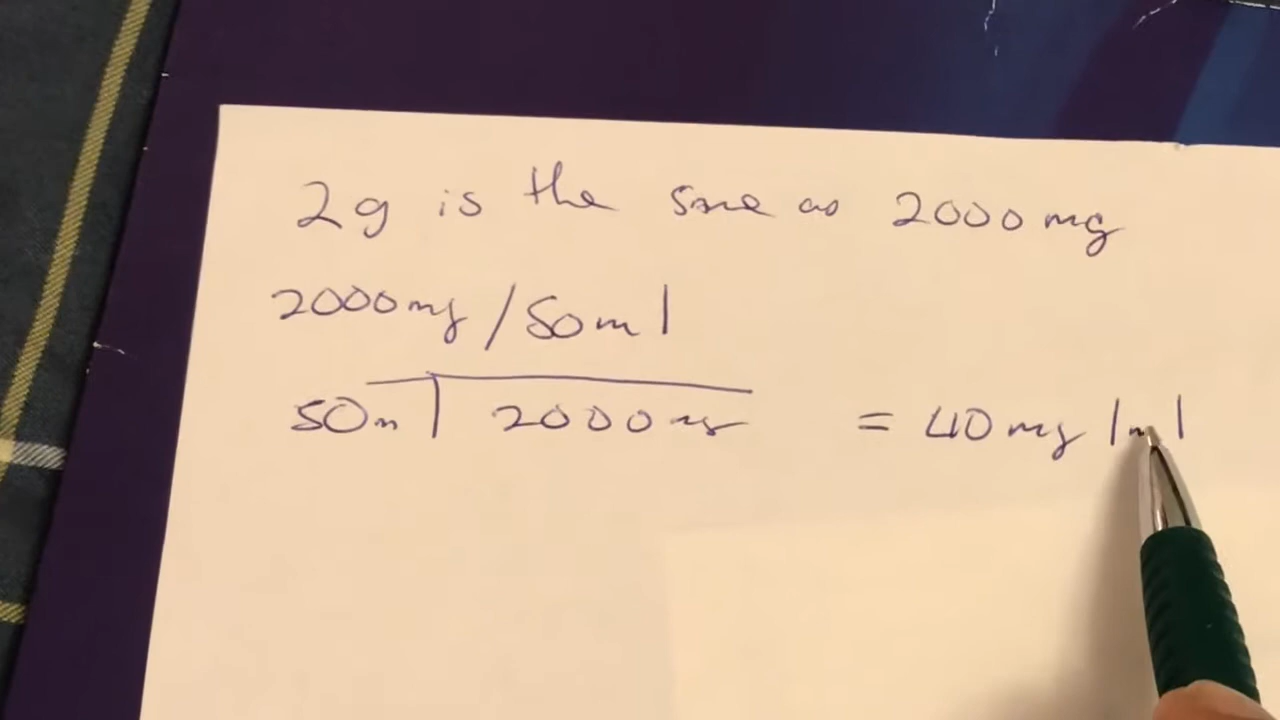 2g is the same as 2000mg
2000mg/50ml
50ml 2000mg = 40mg/ml